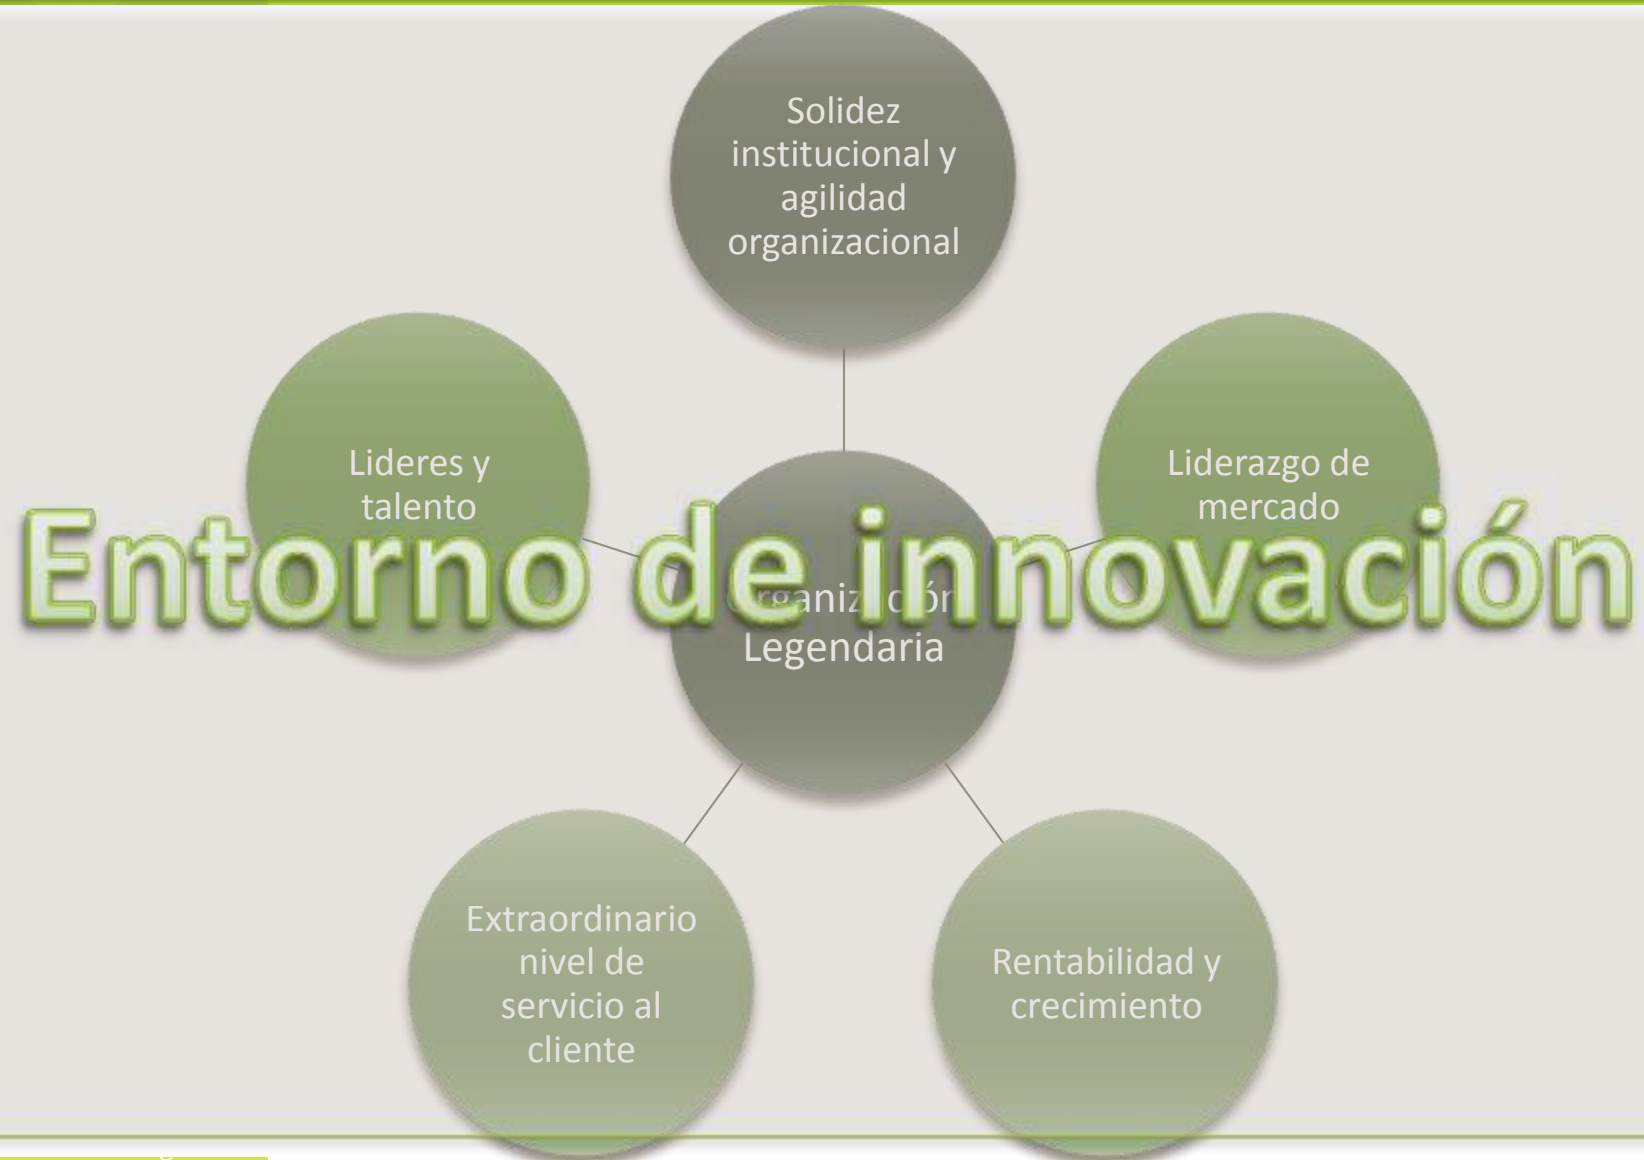 Solidez
institucional y
agilidad
organizacional
Lideres y
talento
Liderazgo de
mercado
Entorno de innovación
Organización
Legendaria
Extraordinario
nivel de
servicio al
cliente
Rentabilidad y
crecimiento